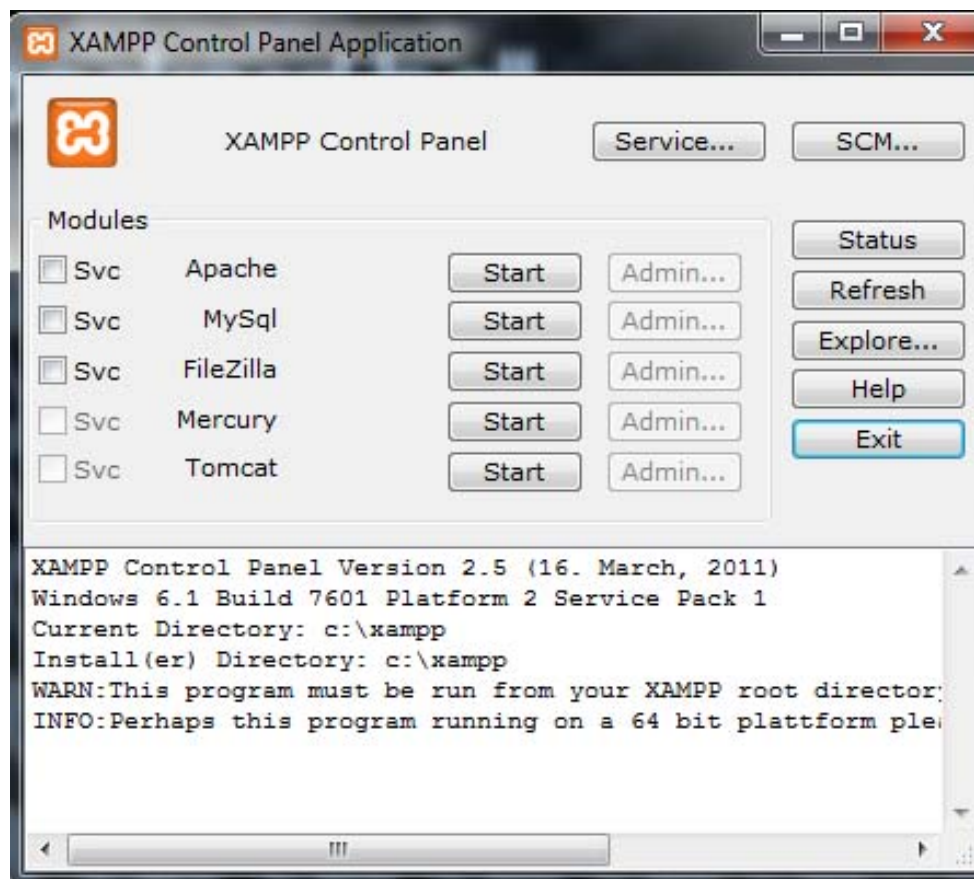 XAMPP Control Panel Application
XAMPP Control Panel Service... SCM...
Modules
Svc Apache Start Admin...
Svc MySql Start Admin...
Svc FileZilla Start Admin...
Svc Mercury Start Admin...
Svc Tomcat Start Admin...
Status
Refresh
Explore...
Help
Exit
XAMPP Control Panel Version 2.5 (16. March, 2011)
Windows 6.1 Build 7601 Platform 2 Service Pack 1
Current Directory: c:\xampp
Install(er) Directory: c:\xampp
WARN:This program must be run from your XAMPP root director
INFO:Perhaps this program running on a 64 bit plattform